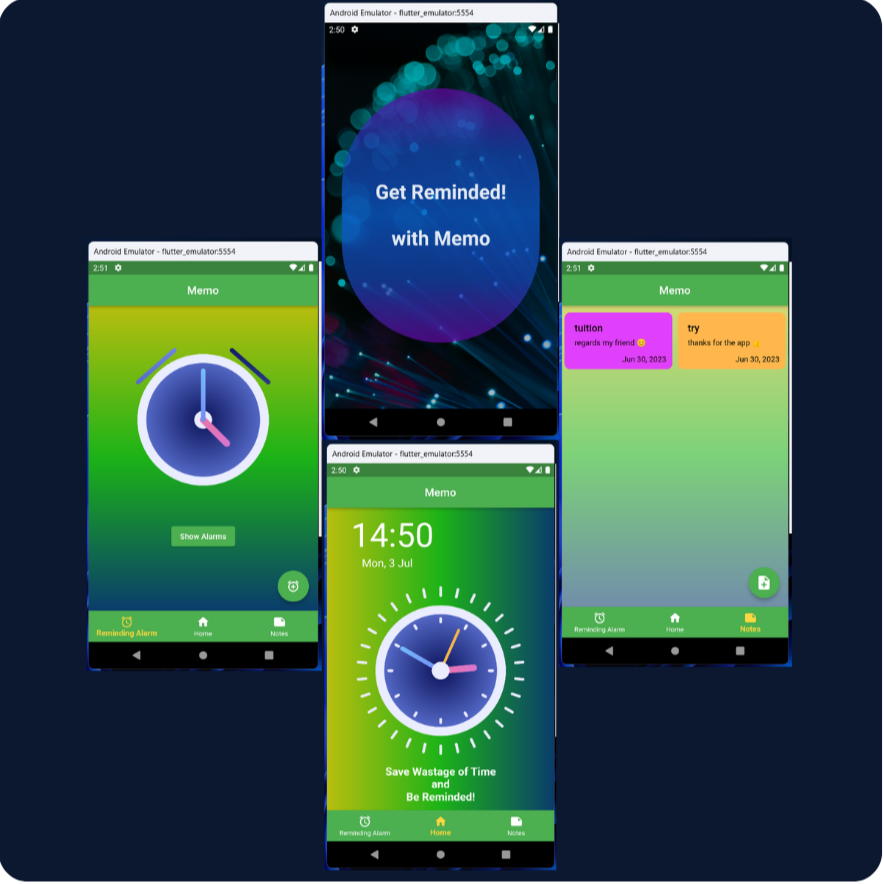 Android Emulator - flutter_emulator:5554
2:50
Get Reminded!
with Memo
Android Emulator - flutter_emulator:5554
2:51
Memo
Show Alarms
Reminding Alarm
Home
Notes
Android Emulator - flutter_emulator:5554
2:51
Memo
tuition
regards my friend 😊
Jun 30, 2023
try
thanks for the app 👍
Jun 30, 2023
Reminding Alarm
Home
Notes
Android Emulator - flutter_emulator:5554
2:50
Memo
14:50
Mon, 3 Jul
Save Wastage of Time
and
Be Reminded!
Reminding Alarm
Home
Notes